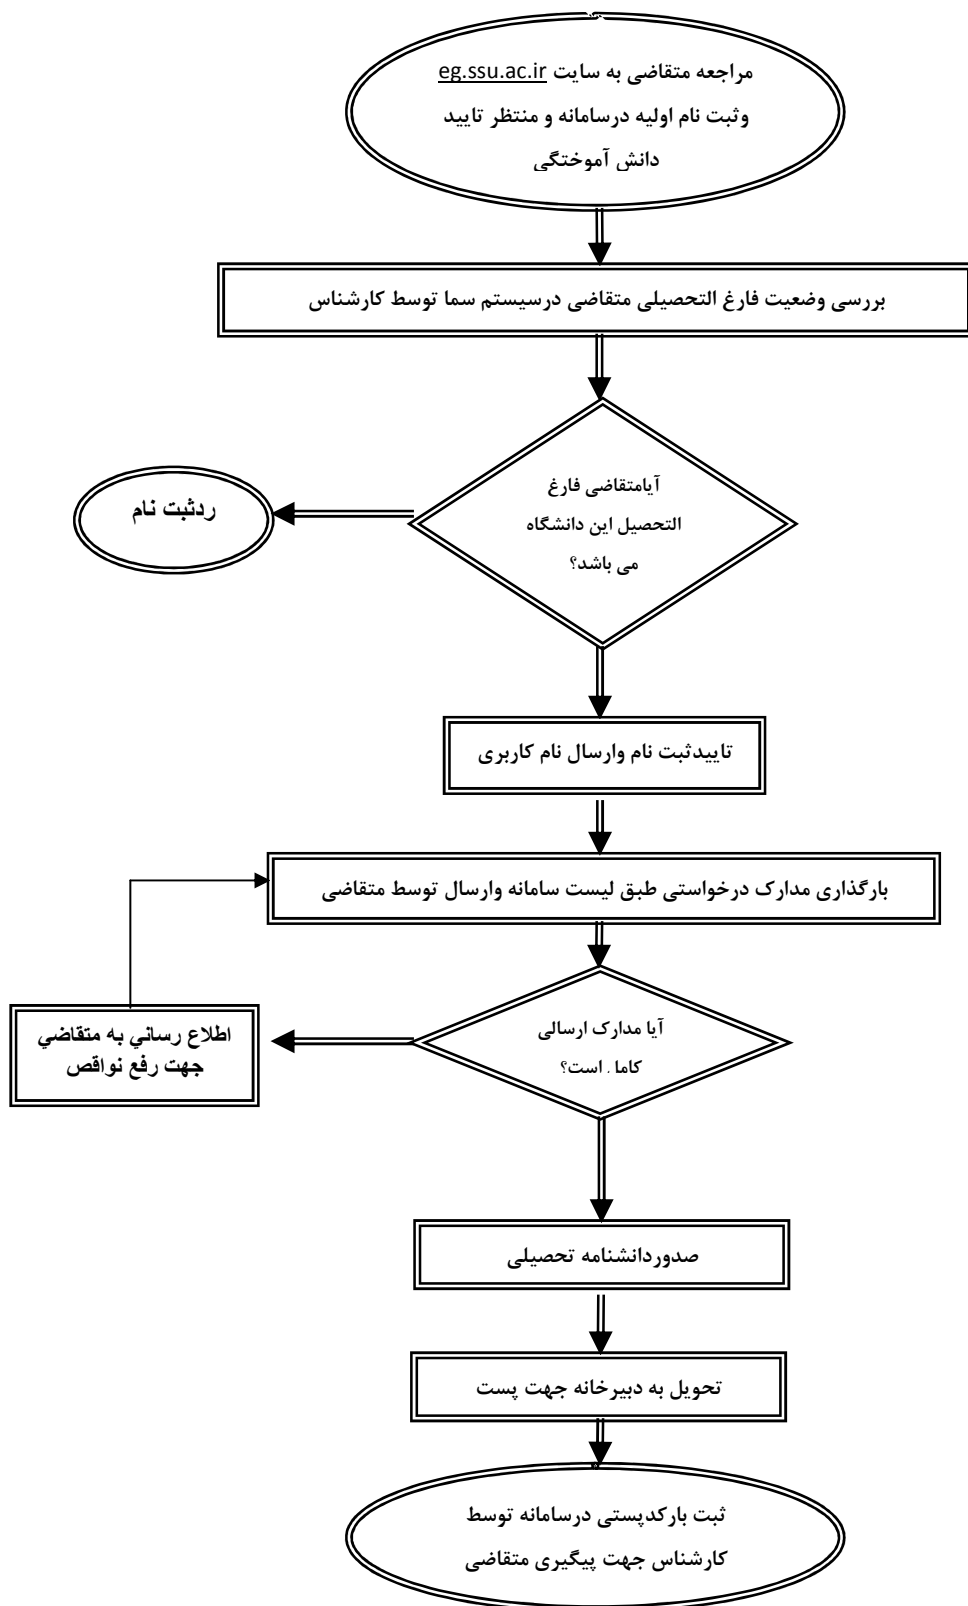 مراجعه متقاضی به سایت eg.ssu.ac.ir
وثبت نام اولیه درسامانه و منتظر تایید
دانش آموختگی
بررسی وضعیت فارغ التحصیلی متقاضی درسیستم سما توسط کارشناس
آیامتقاضی فارغ
التحصیل این دانشگاه
می باشد؟
ردثبت نام
تاییدثبت نام وارسال نام کاربری
بارگذاری مدارک درخواستی طبق لیست سامانه وارسال توسط متقاضی
آیا مدارک ارسالی
کامل است؟
اطلاع رساني به متقاضي
جهت رفع نواقص
صدوردانشنامه تحصیلی
تحویل به دبیرخانه جهت پست
ثبت بارکدپستی درسامانه توسط
کارشناس جهت پیگیری متقاضی